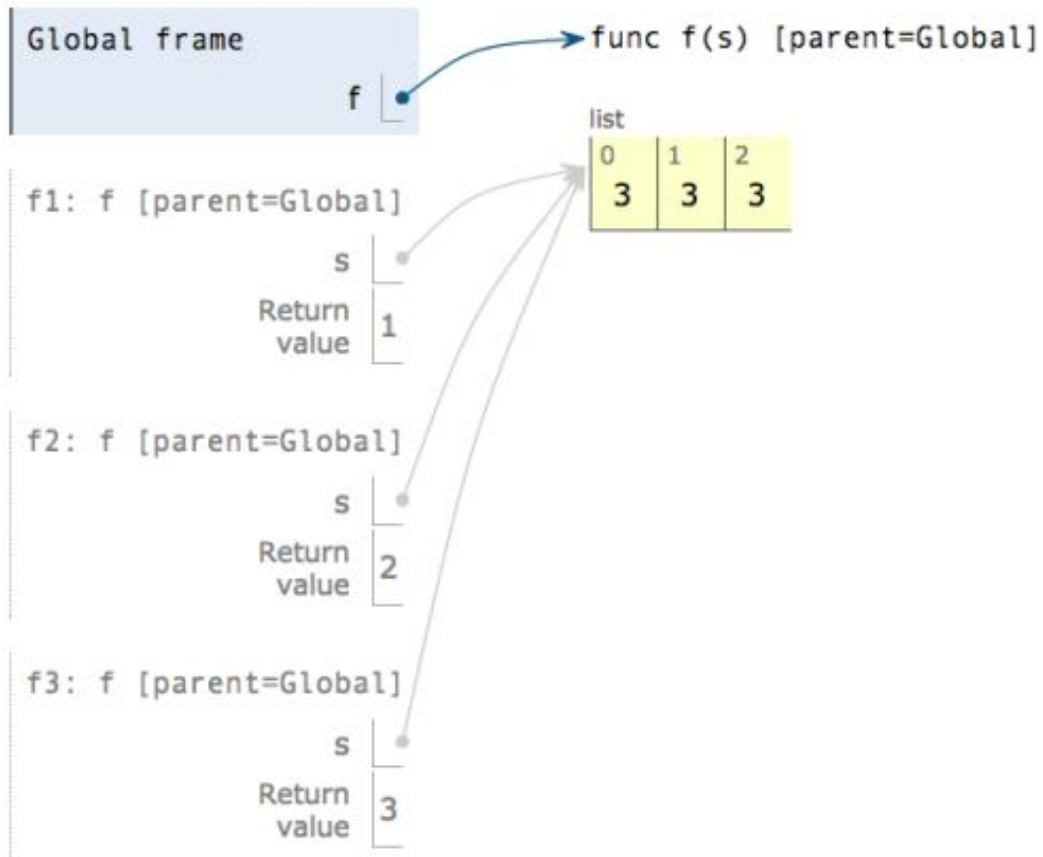 Global frame
f
func f(s) [parent=Global]
list
0 1 2
3 3 3
f1: f [parent=Global]
s
Return
value 1
f2: f [parent=Global]
s
Return
value 2
f3: f [parent=Global]
s
Return
value 3